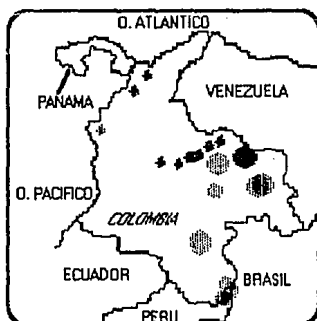 O. ATLANTICO
PANAMA
VENEZUELA
O. PACIFICO
COLOMBIA
ECUADOR
BRASIL
PERU